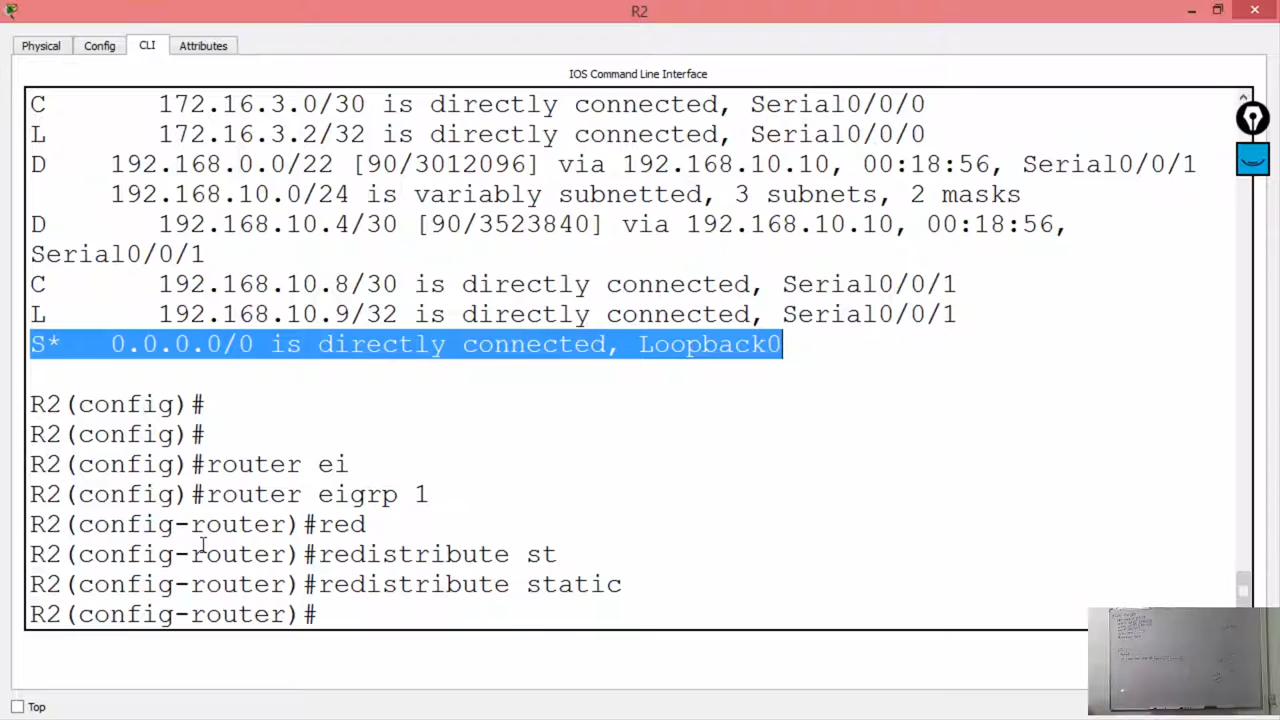 R2
Physical Config CLI Attributes
IOS Command Line Interface
C 172.16.3.0/30 is directly connected, Serial0/0/0
L 172.16.3.2/32 is directly connected, Serial0/0/0
D 192.168.0.0/22 [90/3012096] via 192.168.10.10, 00:18:56, Serial0/0/1
192.168.10.0/24 is variably subnetted, 3 subnets, 2 masks
D 192.168.10.4/30 [90/3523840] via 192.168.10.10, 00:18:56,
Serial0/0/1
C 192.168.10.8/30 is directly connected, Serial0/0/1
L 192.168.10.9/32 is directly connected, Serial0/0/1
S* 0.0.0.0/0 is directly connected, Loopback0
R2(config)#
R2(config)#
R2(config)#router ei
R2(config)#router eigrp 1
R2(config-router)#red
R2(config-router)#redistribute st
R2(config-router)#redistribute static
R2(config-router)#
Top